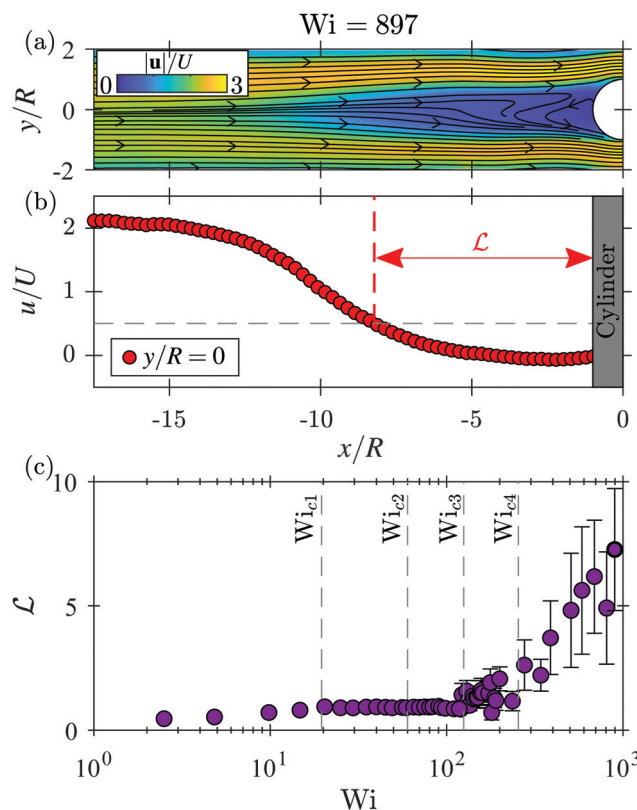 Wi = 897
(a)
|u|/U
0 3
2
0
-2
y/R
(b)
2
1
0
u/U
ℒ
Cylinder
y/R = 0
-15 -10 -5 0
x/R
(c)
10
5
0
ℒ
Wi_c1
Wi_c2
Wi_c3
Wi_c4
10^0 10^1 10^2 10^3
Wi